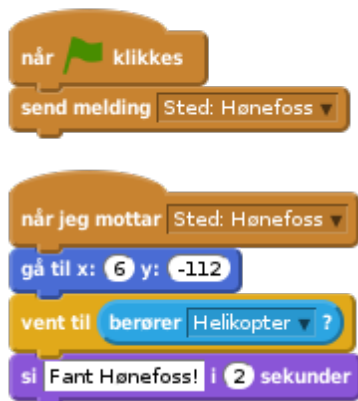 når klikkes
send melding Sted: Hønefoss
når jeg mottar Sted: Hønefoss
gå til x: 6 y: -112
vent til berører Helikopter ?
si Fant Hønefoss! i 2 sekunder